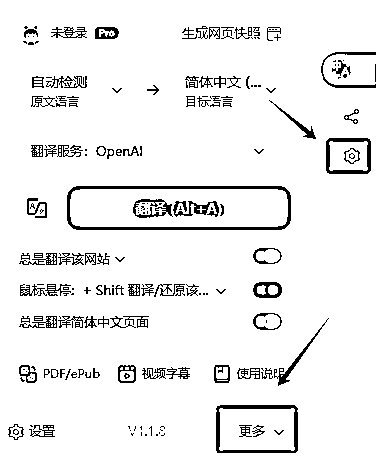 未登录 Pro 生成网页快照
自动检测 简体中文 (...
原文语言 目标语言
翻译服务: OpenAI
翻译 (Alt+A)
总是翻译该网站
鼠标悬停: + Shift 翻译/还原该...
总是翻译简体中文页面
PDF/ePub 视频字幕 使用说明
设置 V1.1.8 更多